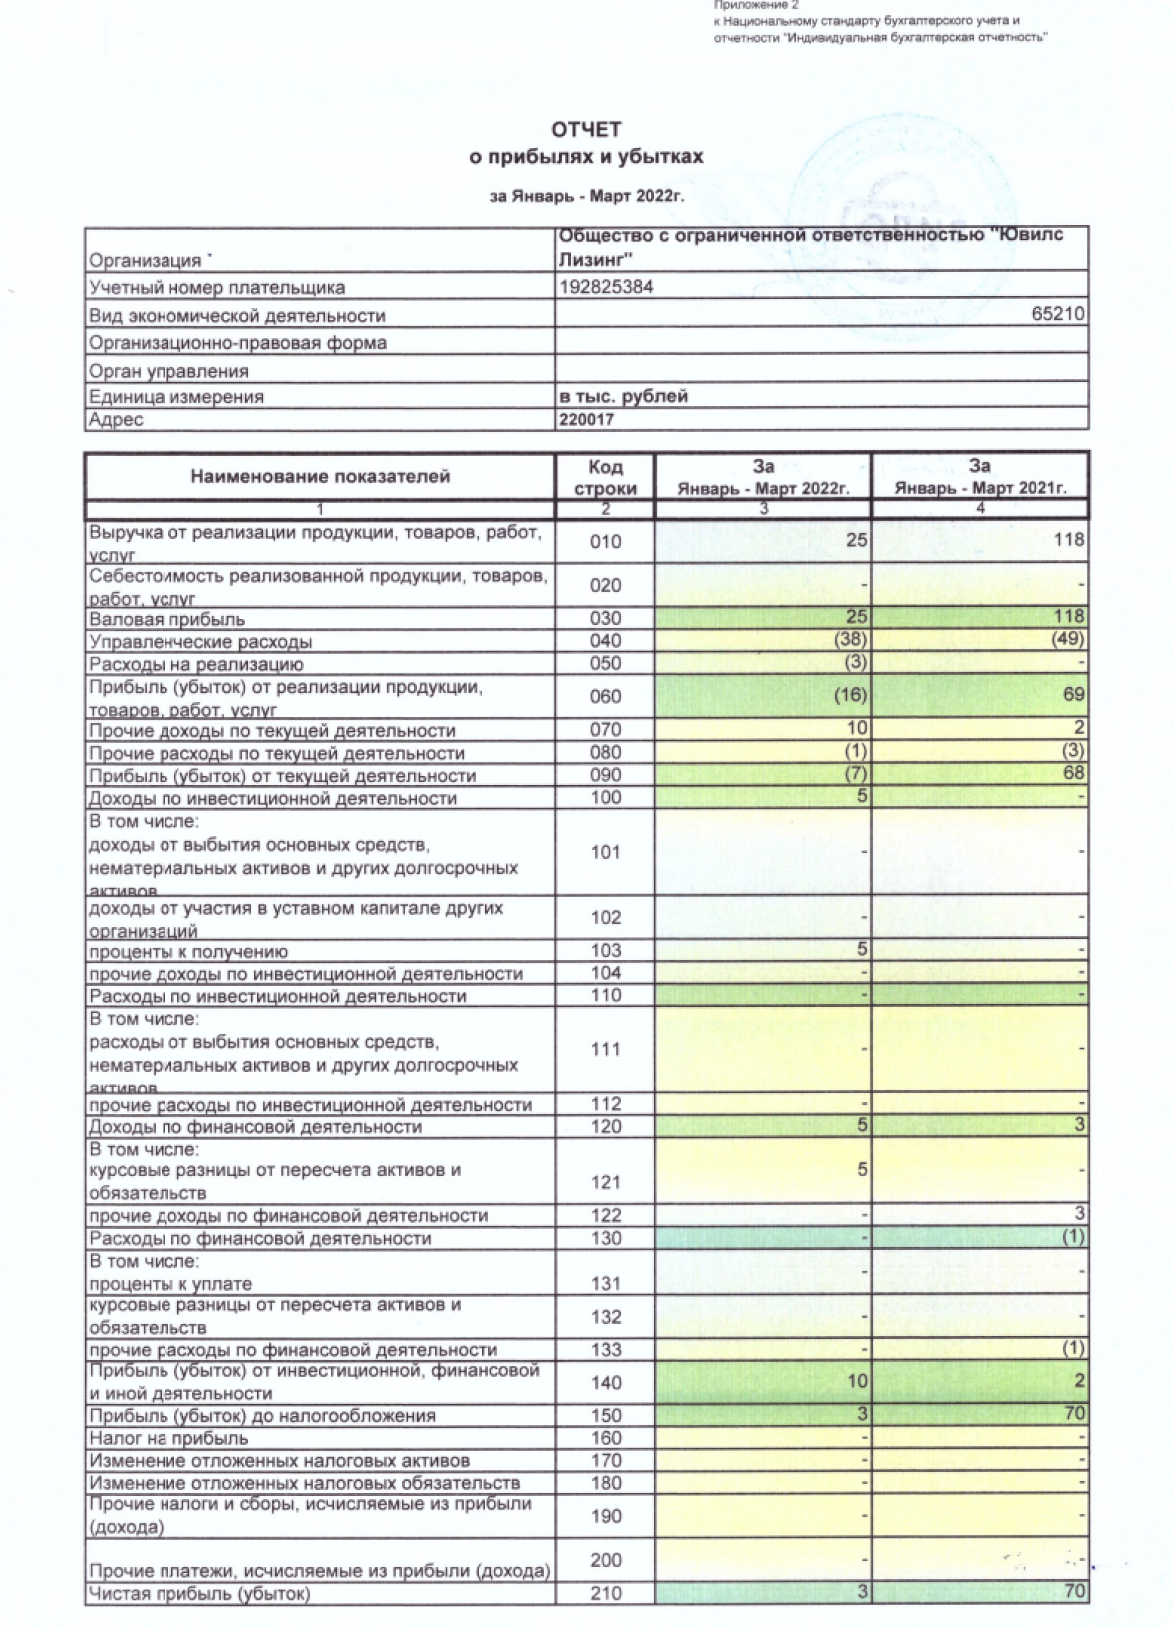 Приложение 2
к Национальному стандарту бухгалтерского учета и
отчетности "Индивидуальная бухгалтерская отчетность"
ОТЧЕТ
о прибылях и убытках
за Январь - Март 2022г.
Организация Общество с ограниченной ответственностью "Ювилс
Лизинг"
Учетный номер плательщика 192825384
Вид экономической деятельности 65210
Организационно-правовая форма
Орган управления
Единица измерения в тыс. рублей
Адрес 220017
Наименование показателей Код
строки За
Январь - Март 2022г. За
Январь - Март 2021г.
1 2 3 4
Выручка от реализации продукции, товаров, работ,
услуг 010 25 118
Себестоимость реализованной продукции, товаров,
работ, услуг 020 - -
Валовая прибыль 030 25 118
Управленческие расходы 040 (38) (49)
Расходы на реализацию 050 (3) -
Прибыль (убыток) от реализации продукции,
товаров, работ, услуг 060 (16) 69
Прочие доходы по текущей деятельности 070 10 2
Прочие расходы по текущей деятельности 080 (1) (3)
Прибыль (убыток) от текущей деятельности 090 (7) 68
Доходы по инвестиционной деятельности 100 5 -
В том числе:
доходы от выбытия основных средств,
нематериальных активов и других долгосрочных
активов 101 - -
доходы от участия в уставном капитале других
организаций 102 - -
проценты к получению 103 5 -
прочие доходы по инвестиционной деятельности 104 - -
Расходы по инвестиционной деятельности 110 - -
В том числе:
расходы от выбытия основных средств,
нематериальных активов и других долгосрочных
активов 111 - -
прочие расходы по инвестиционной деятельности 112 - -
Доходы по финансовой деятельности 120 5 3
В том числе:
курсовые разницы от пересчета активов и
обязательств 121 5 -
прочие доходы по финансовой деятельности 122 - 3
Расходы по финансовой деятельности 130 - (1)
В том числе:
проценты к уплате 131 - -
курсовые разницы от пересчета активов и
обязательств 132 - -
прочие расходы по финансовой деятельности 133 - (1)
Прибыль (убыток) от инвестиционной, финансовой
и иной деятельности 140 10 2
Прибыль (убыток) до налогообложения 150 3 70
Налог на прибыль 160 - -
Изменение отложенных налоговых активов 170 - -
Изменение отложенных налоговых обязательств 180 - -
Прочие налоги и сборы, исчисляемые из прибыли
(дохода) 190 - -
Прочие платежи, исчисляемые из прибыли (дохода) 200 - -
Чистая прибыль (убыток) 210 3 70